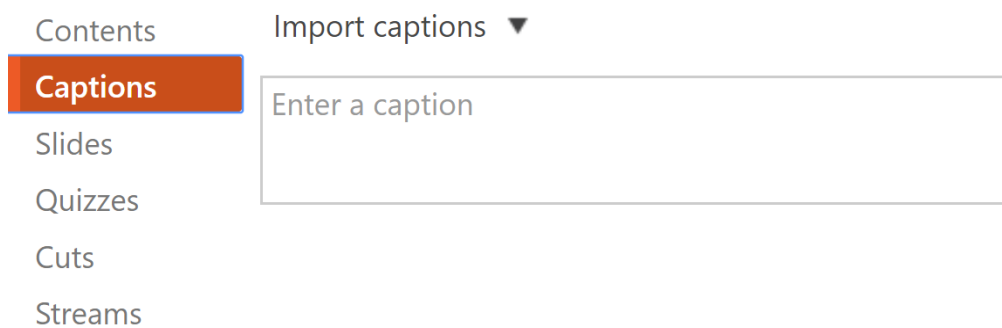 Contents
Captions
Slides
Quizzes
Cuts
Streams
Import captions
Enter a caption